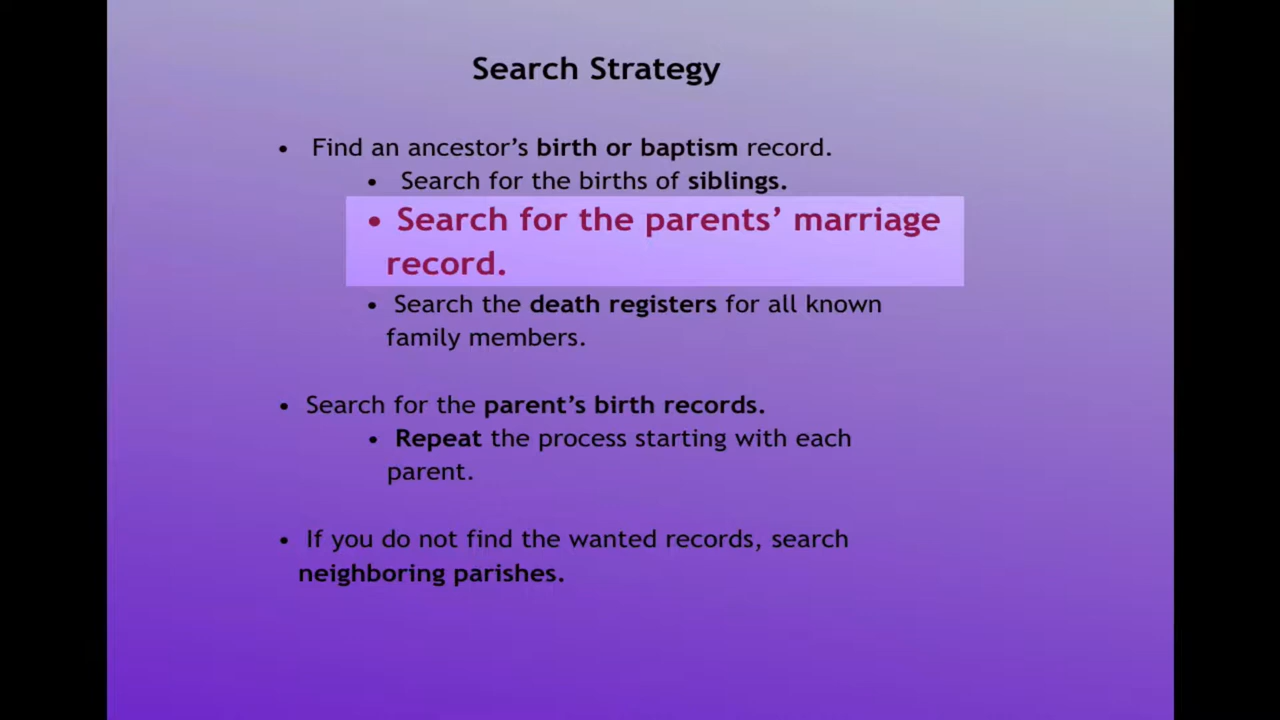 Search Strategy
• Find an ancestor’s birth or baptism record.
• Search for the births of siblings.
• Search for the parents’ marriage
record.
• Search the death registers for all known
family members.
• Search for the parent’s birth records.
• Repeat the process starting with each
parent.
• If you do not find the wanted records, search
neighboring parishes.